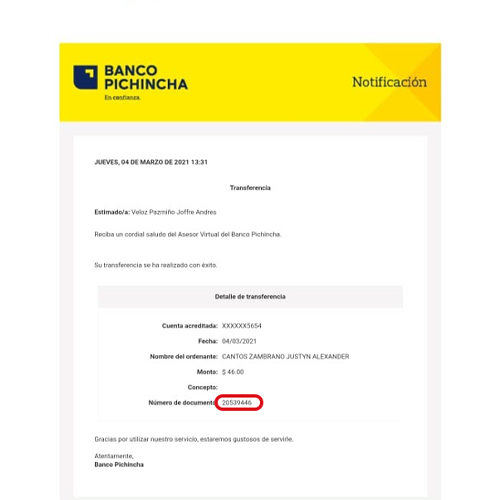 BANCO
PICHINCHA
En confianza.
Notificación
JUEVES, 04 DE MARZO DE 2021 13:31
Transferencia
Estimado/a: Veloz Pazmiño Joffre Andres
Reciba un cordial saludo del Asesor Virtual del Banco Pichincha.
Su transferencia se ha realizado con éxito.
Detalle de transferencia
Cuenta acreditada: XXXXXX5654
Fecha: 04/03/2021
Nombre del ordenante: CANTOS ZAMBRANO JUSTYN ALEXANDER
Monto: $ 46.00
Concepto:
Número de documento: 20539446
Gracias por utilizar nuestro servicio, estaremos gustosos de servirle.
Atentamente,
Banco Pichincha